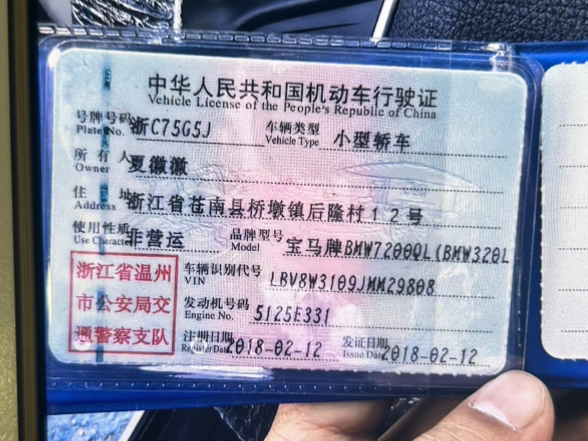 中华人民共和国机动车行驶证
Vehicle License of the People's Republic of China
号牌号码 浙C75G5J 车辆类型 小型轿车
Plate No. Vehicle Type
所有人 夏徽徽
Owner
住址 浙江省苍南县桥墩镇后隆村12号
Address
使用性质 非营运 品牌型号 宝马牌BMW7200QL(BMW320L
Use Character Model
浙江省温州
市公安局交
通警察支队
车辆识别代号 LBV8W3109JMM29808
VIN
发动机号码 5125E331
Engine No.
注册日期 2018-02-12 发证日期 2018-02-12
Register Date Issue Date